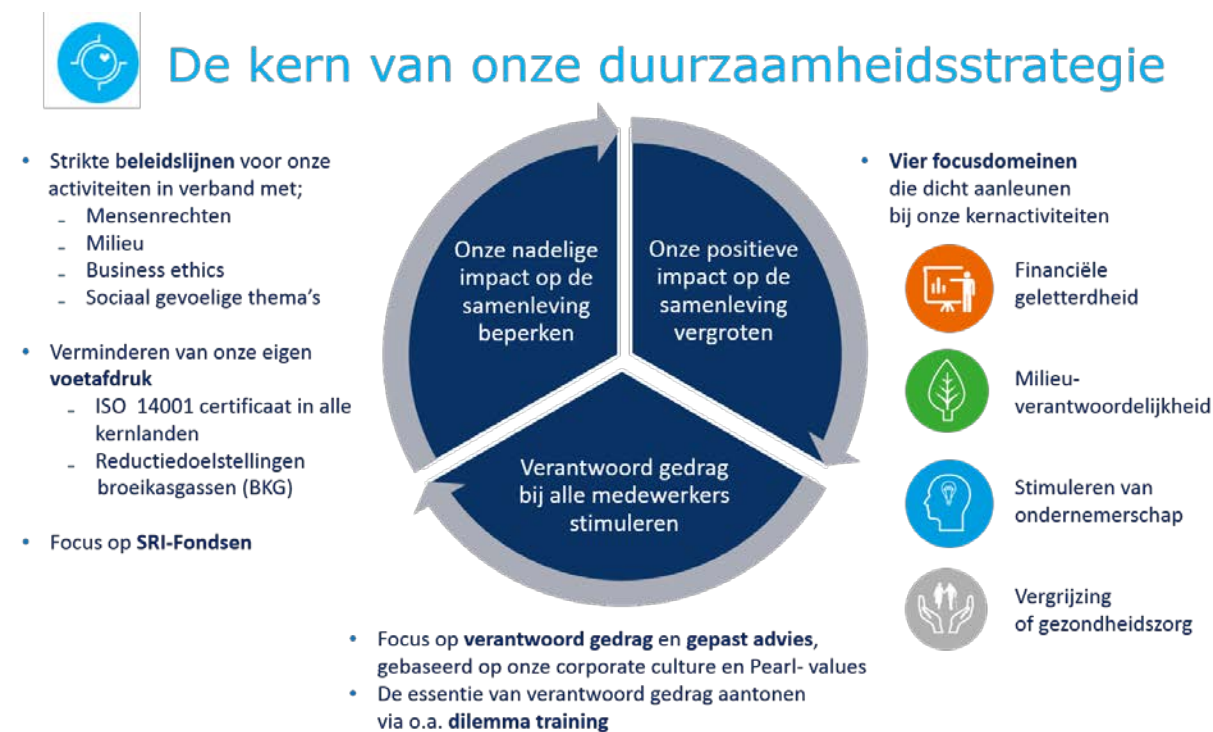 De kern van onze duurzaamheidsstrategie
• Strikte beleidslijnen voor onze
activiteiten in verband met;
- Mensenrechten
- Milieu
- Business ethics
- Sociaal gevoelige thema's
• Verminderen van onze eigen
voetafdruk
- ISO 14001 certificaat in alle
kernlanden
- Reductiedoelstellingen
broeikasgassen (BKG)
• Focus op SRI-Fondsen
Onze nadelige
impact op de
samenleving
beperken
Onze positieve
impact op de
samenleving
vergroten
Verantwoord gedrag
bij alle medewerkers
stimuleren
• Vier focusdomeinen
die dicht aanleunen
bij onze kernactiviteiten
Financiële
geletterdheid
Milieu-
verantwoordelijkheid
Stimuleren van
ondernemerschap
Vergrijzing
of gezondheidszorg
• Focus op verantwoord gedrag en gepast advies,
gebaseerd op onze corporate culture en Pearl- values
• De essentie van verantwoord gedrag aantonen
via o.a. dilemma training